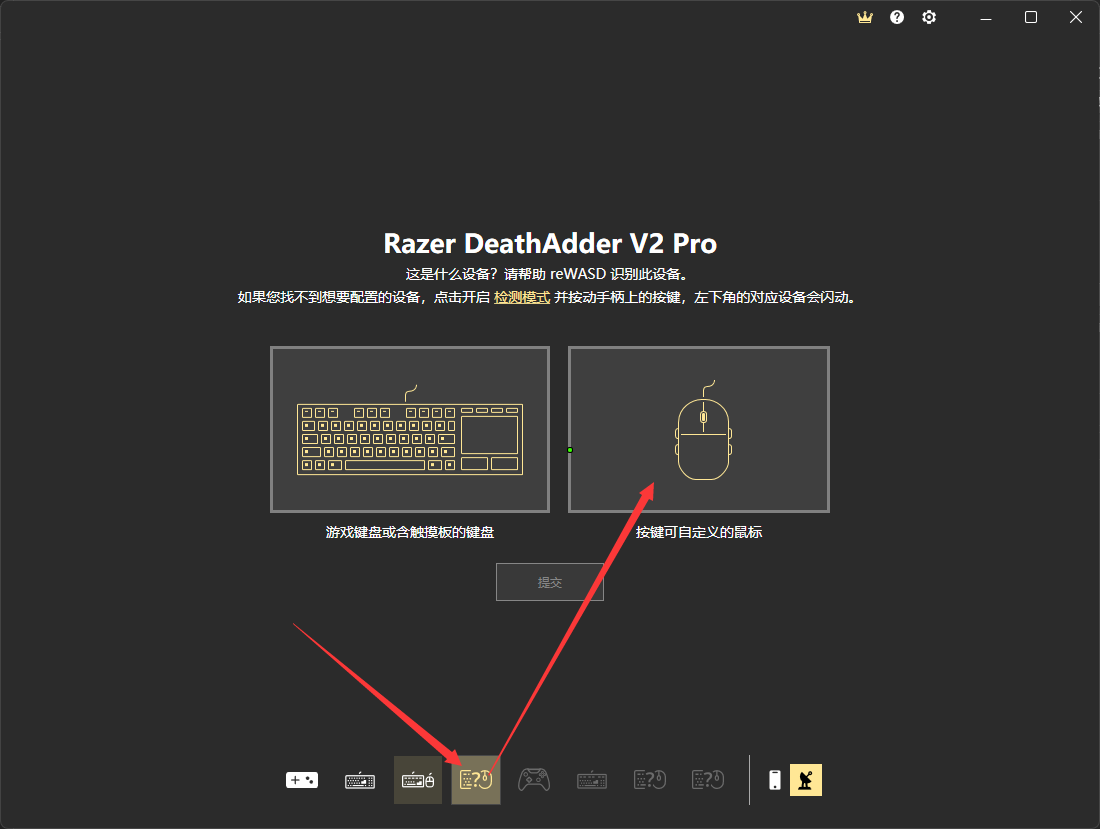 Razer DeathAdder V2 Pro
这是什么设备？请帮助 reWASD 识别此设备。
如果您找不到想要配置的设备，点击开启 检测模式 并按动手柄上的按键，左下角的对应设备会闪动。
游戏键盘或含触摸板的键盘
按键可自定义的鼠标
提交